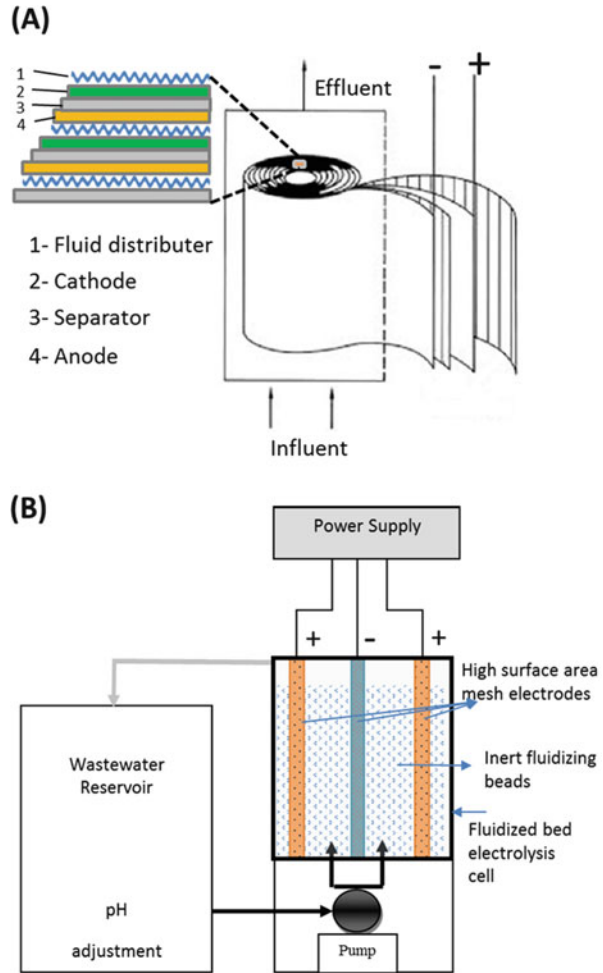 (A)
1
2
3
4
Effluent
- +
1- Fluid distributer
2- Cathode
3- Separator
4- Anode
Influent
(B)
Power Supply
+ - +
High surface area
mesh electrodes
Wastewater
Reservoir
Inert fluidizing
beads
Fluidized bed
electrolysis
cell
pH
adjustment
Pump